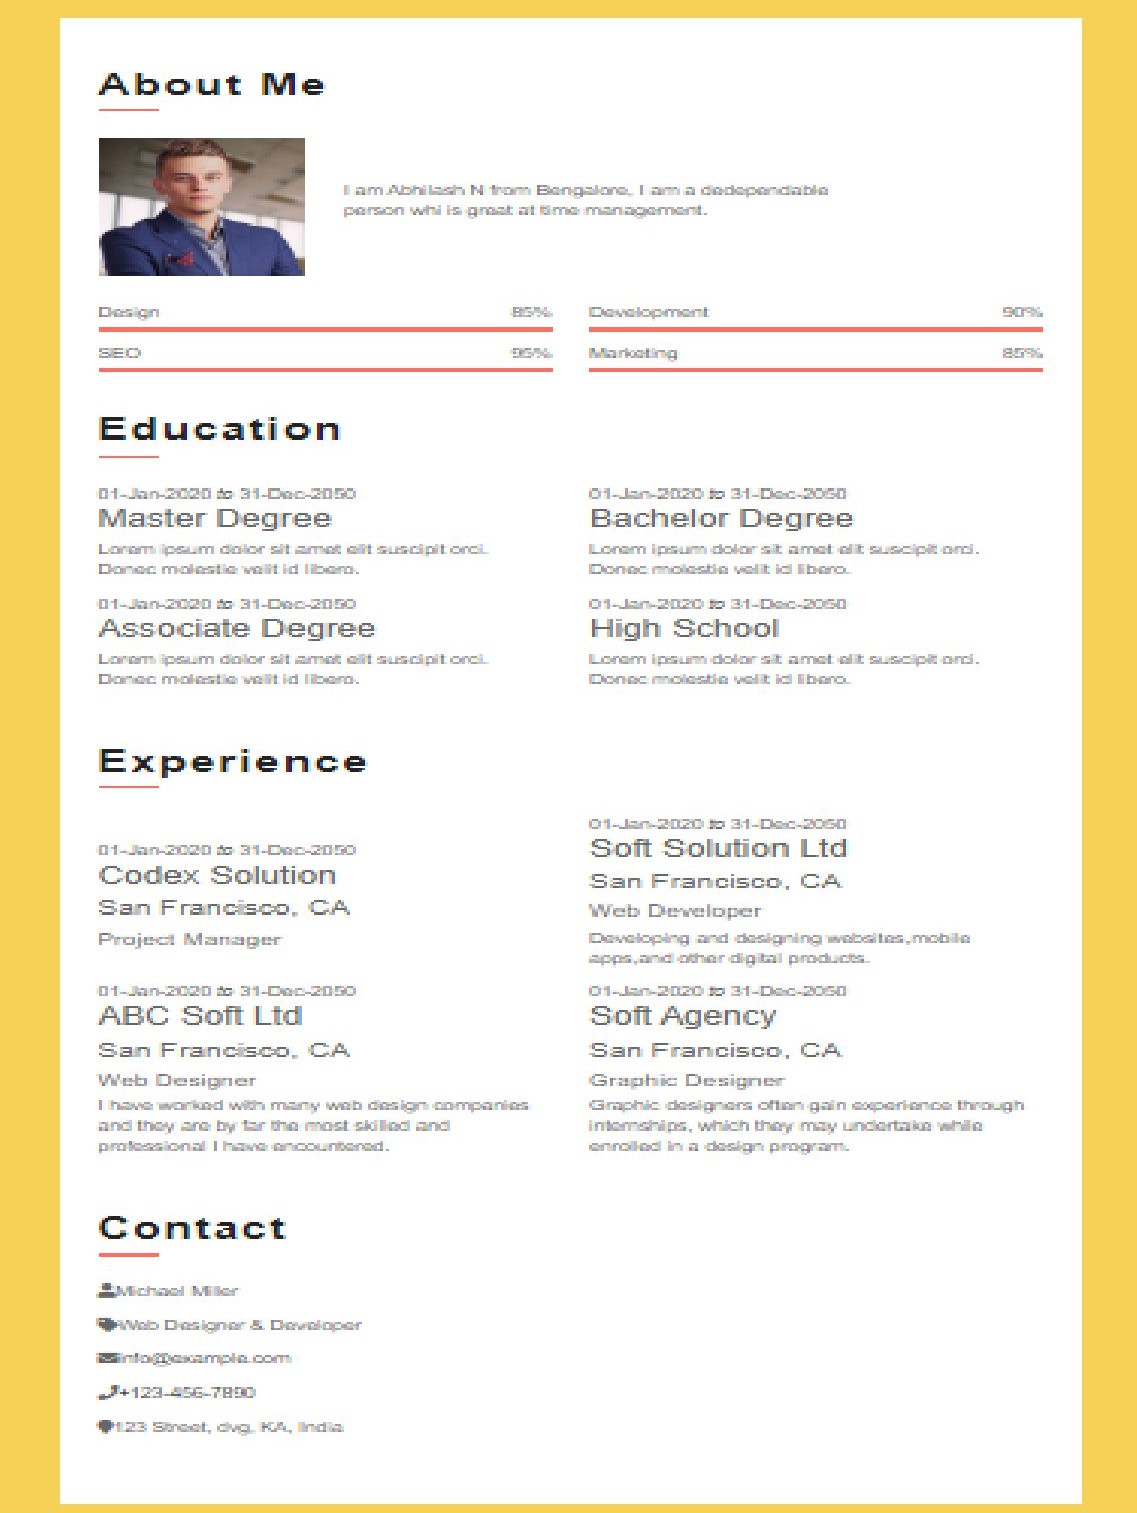 About Me
I am Abhilash N from Bengalore, I am a dedependable
person whi is great at time management.
Design 85% Development 90%
SEO 95% Marketing 85%
Education
01-Jan-2020 to 31-Dec-2050
Master Degree
Lorem ipsum dolor sit amet elit suscipit orci.
Donec molestie velit id libero.
01-Jan-2020 to 31-Dec-2050
Bachelor Degree
Lorem ipsum dolor sit amet elit suscipit orci.
Donec molestie velit id libero.
01-Jan-2020 to 31-Dec-2050
Associate Degree
Lorem ipsum dolor sit amet elit suscipit orci.
Donec molestie velit id libero.
01-Jan-2020 to 31-Dec-2050
High School
Lorem ipsum dolor sit amet elit suscipit orci.
Donec molestie velit id libero.
Experience
01-Jan-2020 to 31-Dec-2050
Codex Solution
San Francisco, CA
Project Manager
01-Jan-2020 to 31-Dec-2050
Soft Solution Ltd
San Francisco, CA
Web Developer
Developing and designing websites,mobile
apps,and other digital products.
01-Jan-2020 to 31-Dec-2050
ABC Soft Ltd
San Francisco, CA
Web Designer
I have worked with many web design companies
and they are by far the most skilled and
professional I have encountered.
01-Jan-2020 to 31-Dec-2050
Soft Agency
San Francisco, CA
Graphic Designer
Graphic designers often gain experience through
internships, which they may undertake while
enrolled in a design program.
Contact
Michael Miller
Web Designer & Developer
info@example.com
+123-456-7890
123 Street, dvg, KA, India